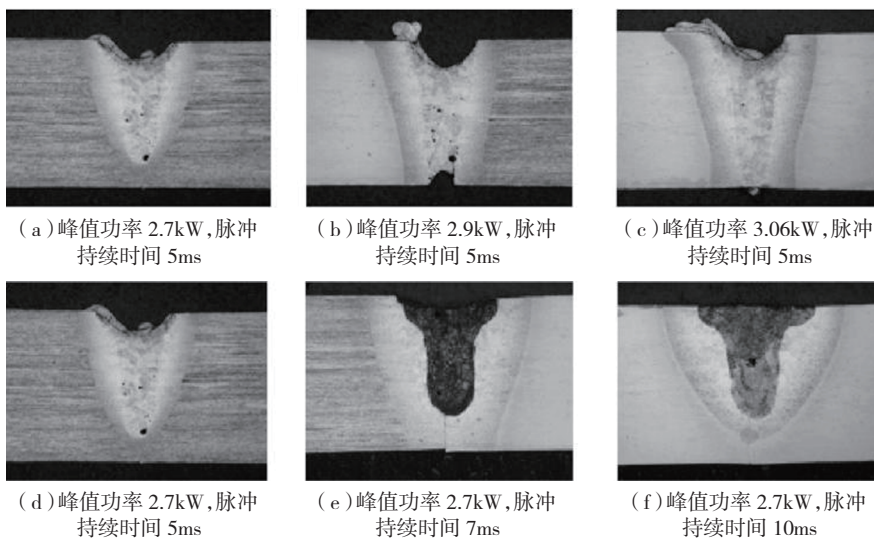 (a)峰值功率 2.7kW,脉冲
持续时间 5ms
(b)峰值功率 2.9kW,脉冲
持续时间 5ms
(c)峰值功率 3.06kW,脉冲
持续时间 5ms
(d)峰值功率 2.7kW,脉冲
持续时间 5ms
(e)峰值功率 2.7kW,脉冲
持续时间 7ms
(f)峰值功率 2.7kW,脉冲
持续时间 10ms